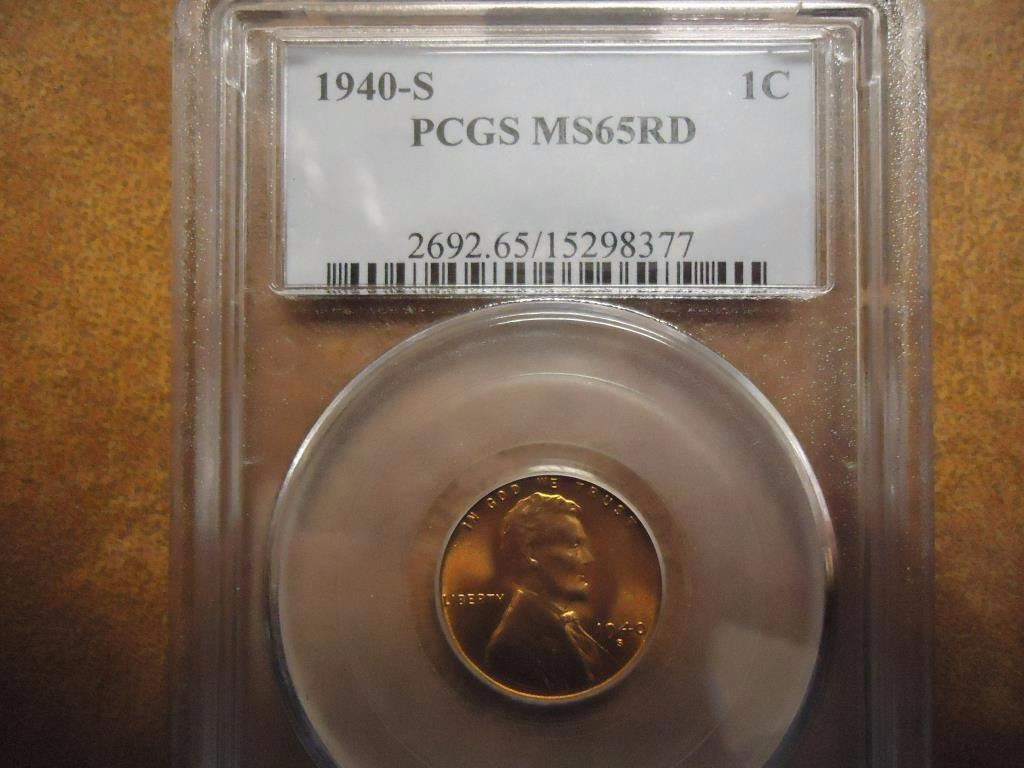 1940-S 1C
PCGS MS65RD
2692.65/15298377
IN GOD WE TRUST
LIBERTY
1940
S